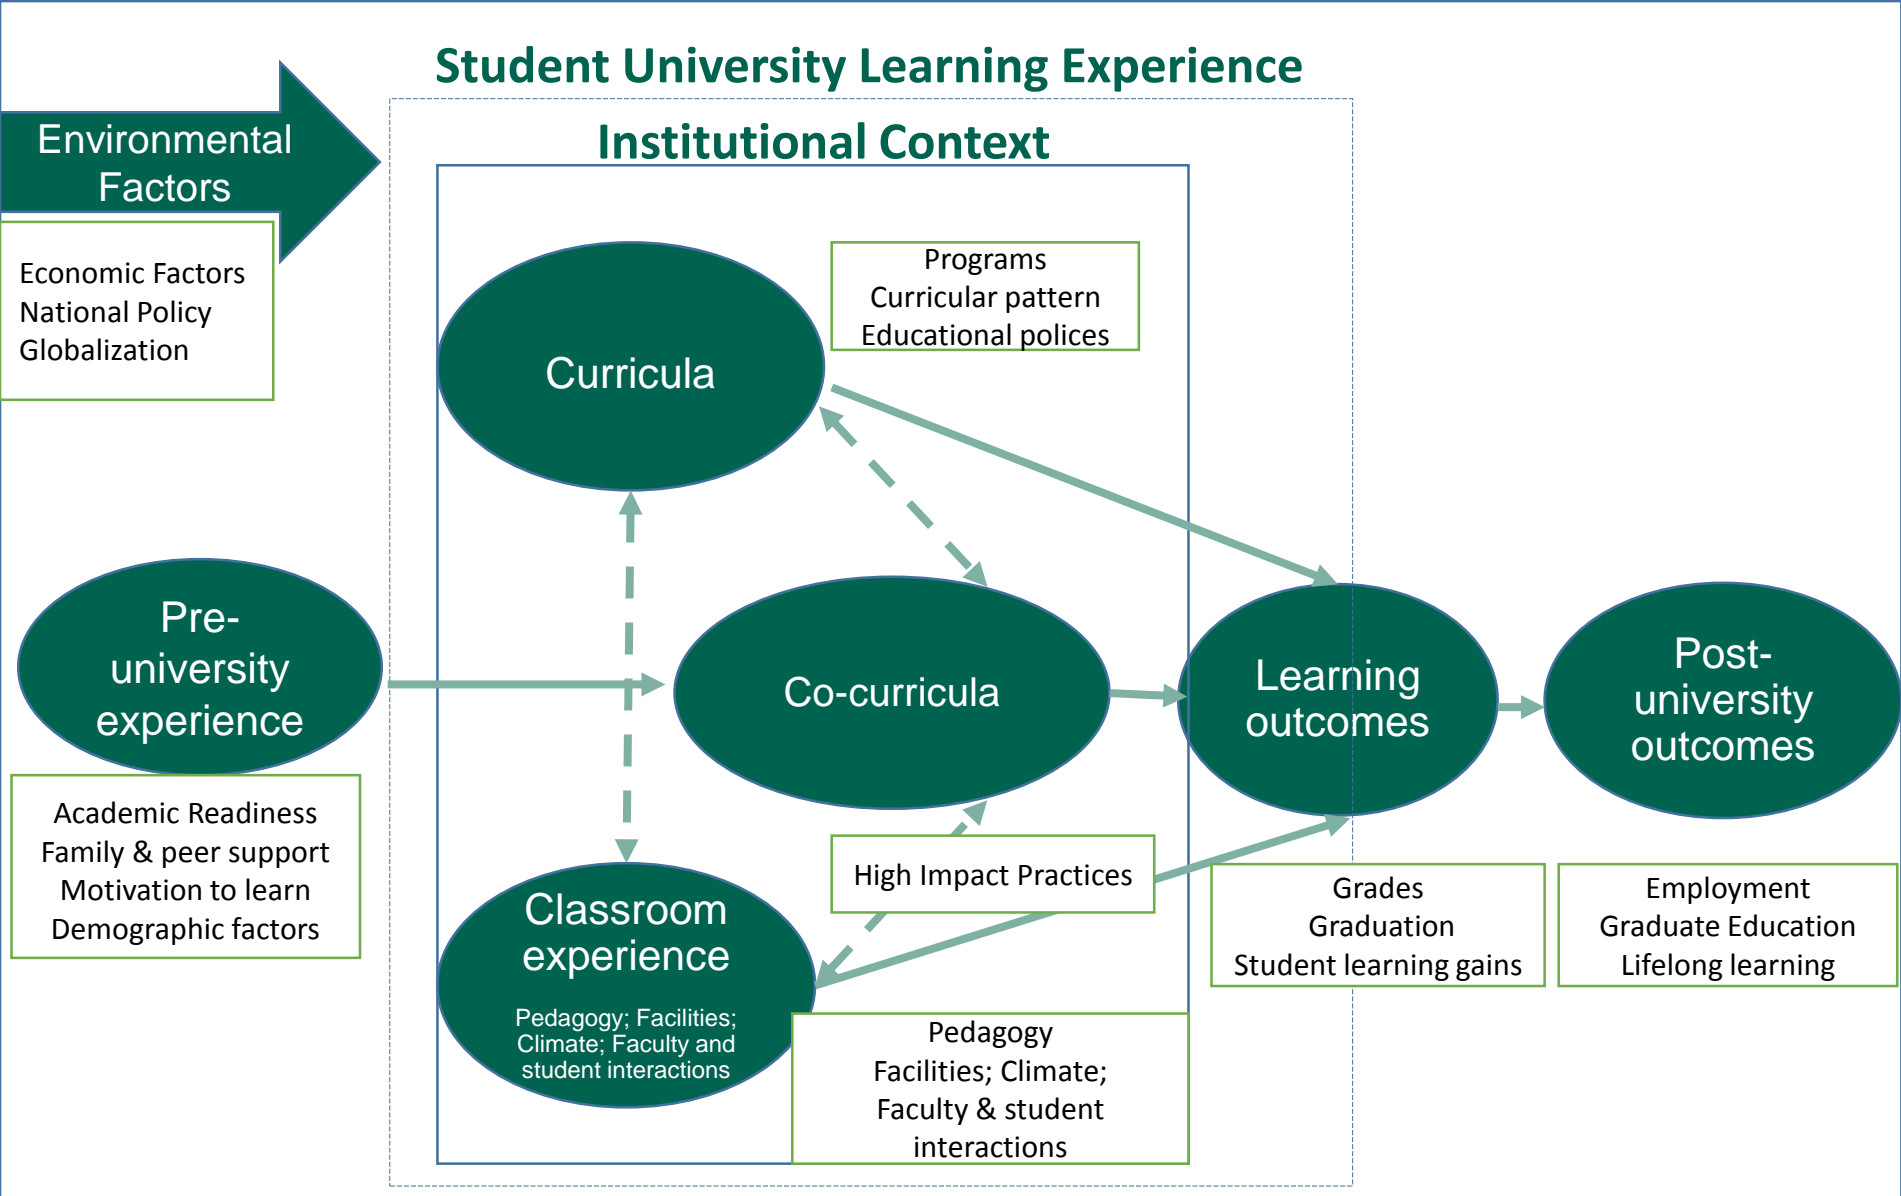 Student University Learning Experience
Environmental
Factors
Institutional Context
Economic Factors
National Policy
Globalization
Curricula
Programs
Curricular pattern
Educational polices
Pre-
university
experience
Academic Readiness
Family & peer support
Motivation to learn
Demographic factors
Co-curricula
High Impact Practices
Classroom
experience
Pedagogy; Facilities;
Climate; Faculty and
student interactions
Pedagogy
Facilities; Climate;
Faculty & student
interactions
Learning
outcomes
Grades
Graduation
Student learning gains
Post-
university
outcomes
Employment
Graduate Education
Lifelong learning